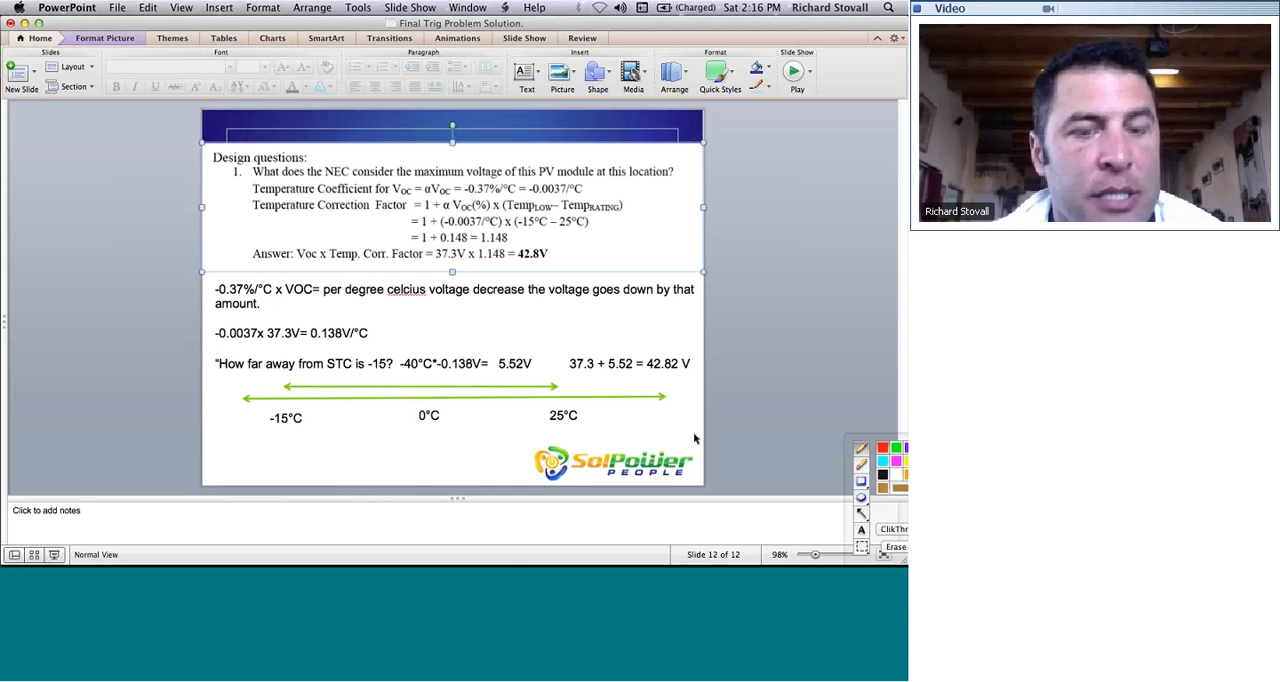 PowerPoint File Edit View Insert Format Arrange Tools Slide Show Window Help (Charged) Sat 2:16 PM Richard Stovall
Video
Final Trig Problem Solution.
Home Format Picture Themes Tables Charts SmartArt Transitions Animations Slide Show Review
Slides Font Paragraph Insert Format Slide Show
New Slide Layout Section Text Picture Shape Media Arrange Quick Styles Play
B I U ABC
Design questions:
1. What does the NEC consider the maximum voltage of this PV module at this location?
Temperature Coefficient for VOC = αVOC = -0.37%/°C = -0.0037/°C
Temperature Correction Factor = 1 + α VOC(%) x (TempLOW– TempRATING)
= 1 + (-0.0037/°C) x (-15°C – 25°C)
= 1 + 0.148 = 1.148
Answer: Voc x Temp. Corr. Factor = 37.3V x 1.148 = 42.8V
-0.37%/°C x VOC= per degree celcius voltage decrease the voltage goes down by that
amount.
-0.0037x 37.3V= 0.138V/°C
“How far away from STC is -15? -40°C*-0.138V= 5.52V 37.3 + 5.52 = 42.82 V
-15°C 0°C 25°C
SolPower
PEOPLE
Richard Stovall
Click to add notes
A
ClikThr
Erase
Normal View Slide 12 of 12 98%